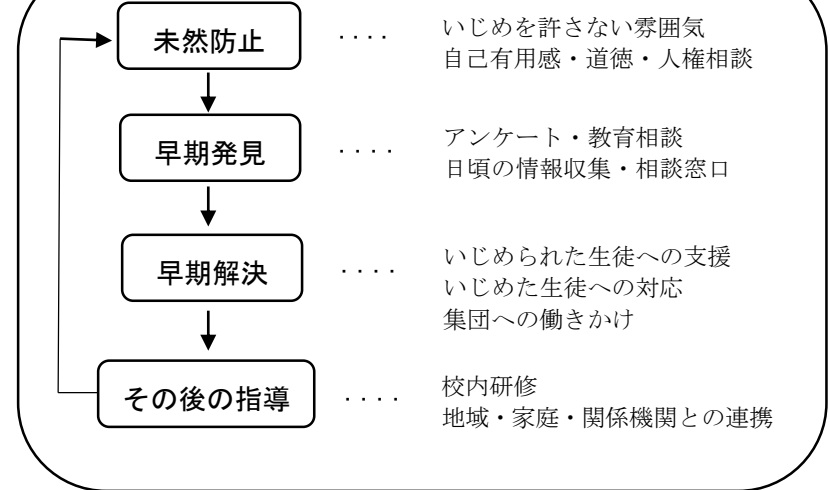 未然防止 ････ いじめを許さない雰囲気
自己有用感・道徳・人権相談
早期発見 ････ アンケート・教育相談
日頃の情報収集・相談窓口
早期解決 ････ いじめられた生徒への支援
いじめた生徒への対応
集団への働きかけ
その後の指導 ････ 校内研修
地域・家庭・関係機関との連携